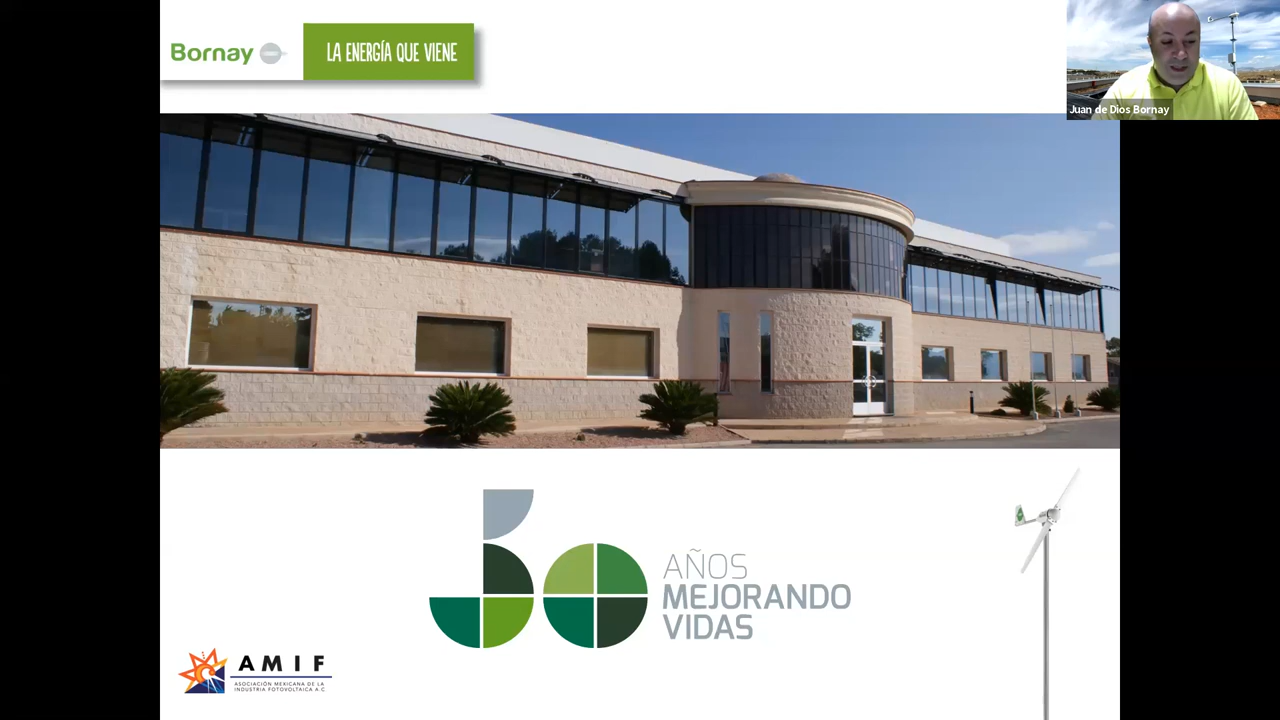 Bornay
LA ENERGÍA QUE VIENE
Juan de Dios Bornay
50 AÑOS
MEJORANDO
VIDAS
AMIF
ASOCIACIÓN MEXICANA DE LA
INDUSTRIA FOTOVOLTAICA A.C